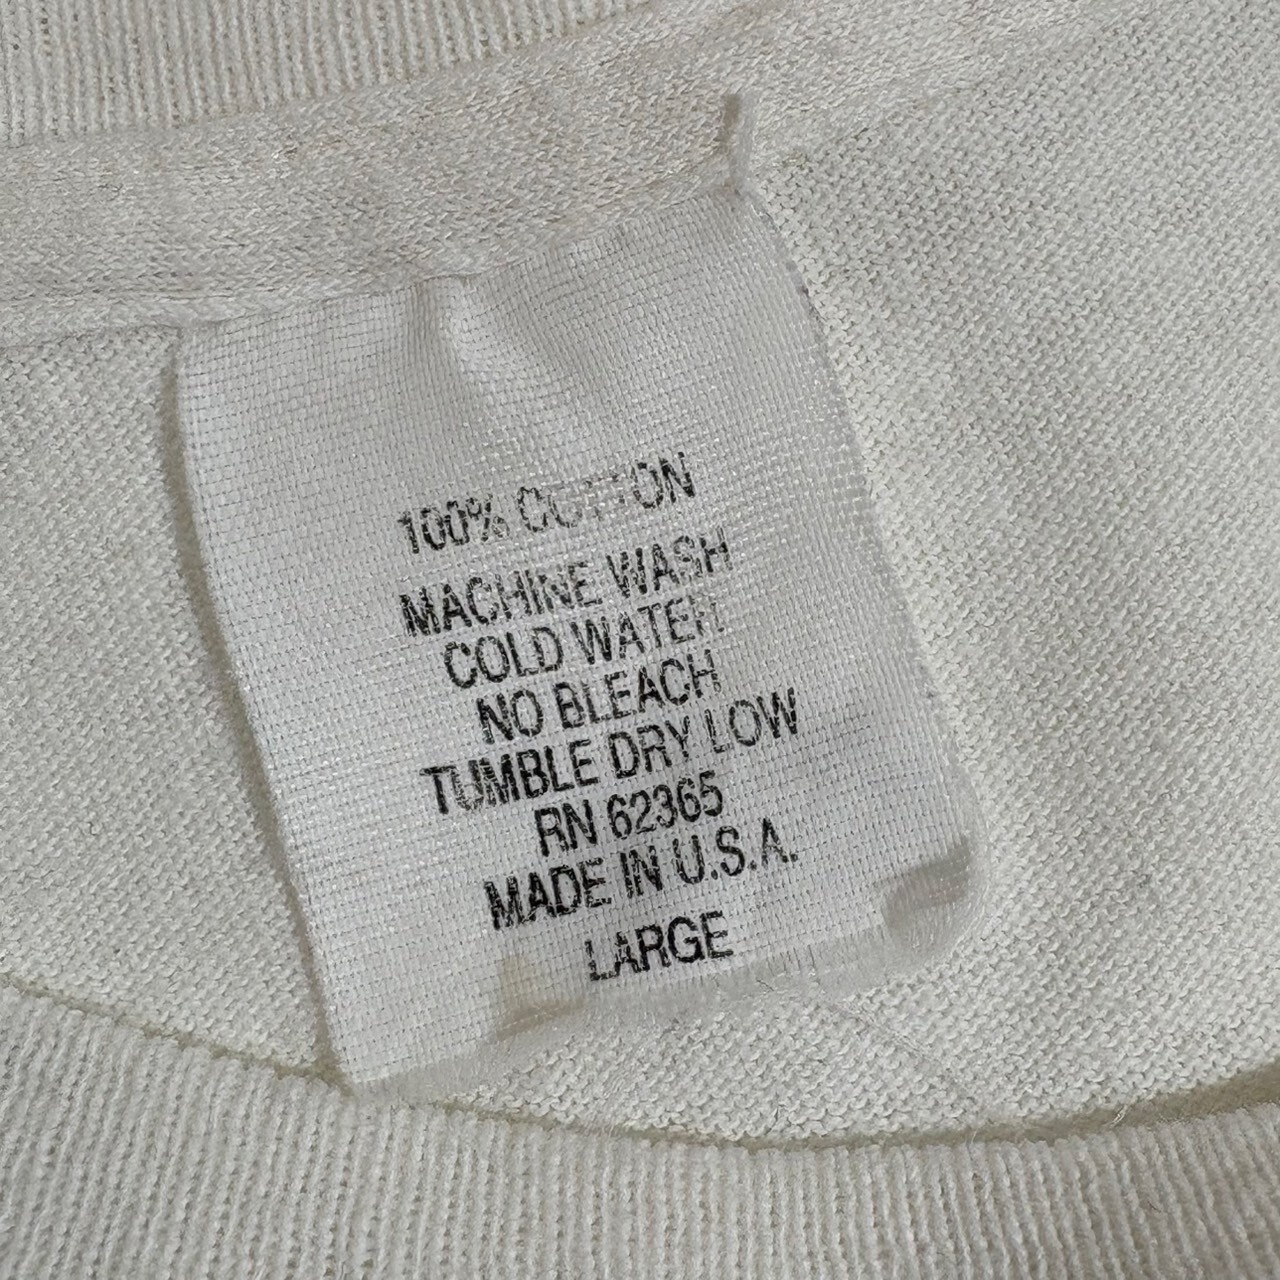 100% COTTON
MACHINE WASH
COLD WATER
NO BLEACH
TUMBLE DRY LOW
RN 62365
MADE IN U.S.A.
LARGE